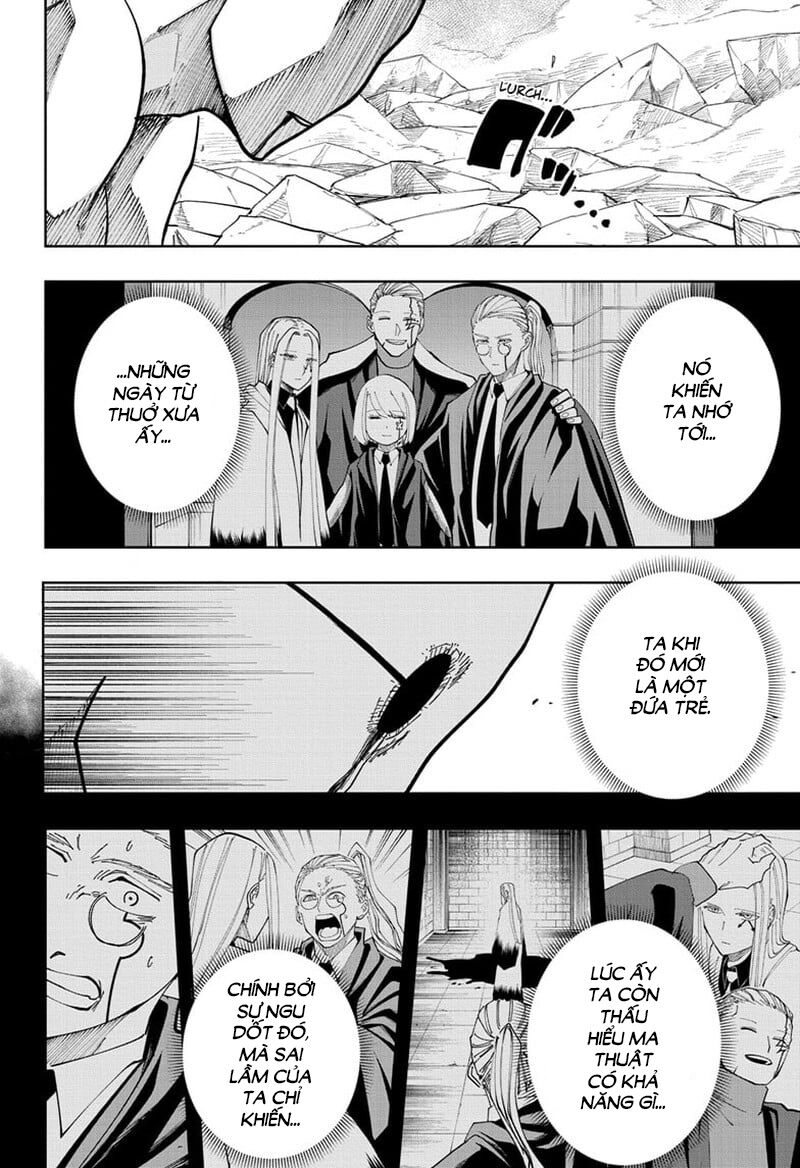 LURCH...
NÓ
KHIẾN
TA NHỚ
TỚI...
...NHỮNG
NGÀY TỪ
THUỞ XƯA
ẤY...
TA KHI
ĐÓ MỚI
LÀ MỘT
ĐỨA TRẺ.
LÚC ẤY
TA CÒN
THẤU
HIỂU MA
THUẬT
CÓ KHẢ
NĂNG GÌ...
CHÍNH BỞI
SỰ NGU
DỐT ĐÓ,
MÀ SAI
LẦM CỦA
TA CHỈ
KHIẾN...